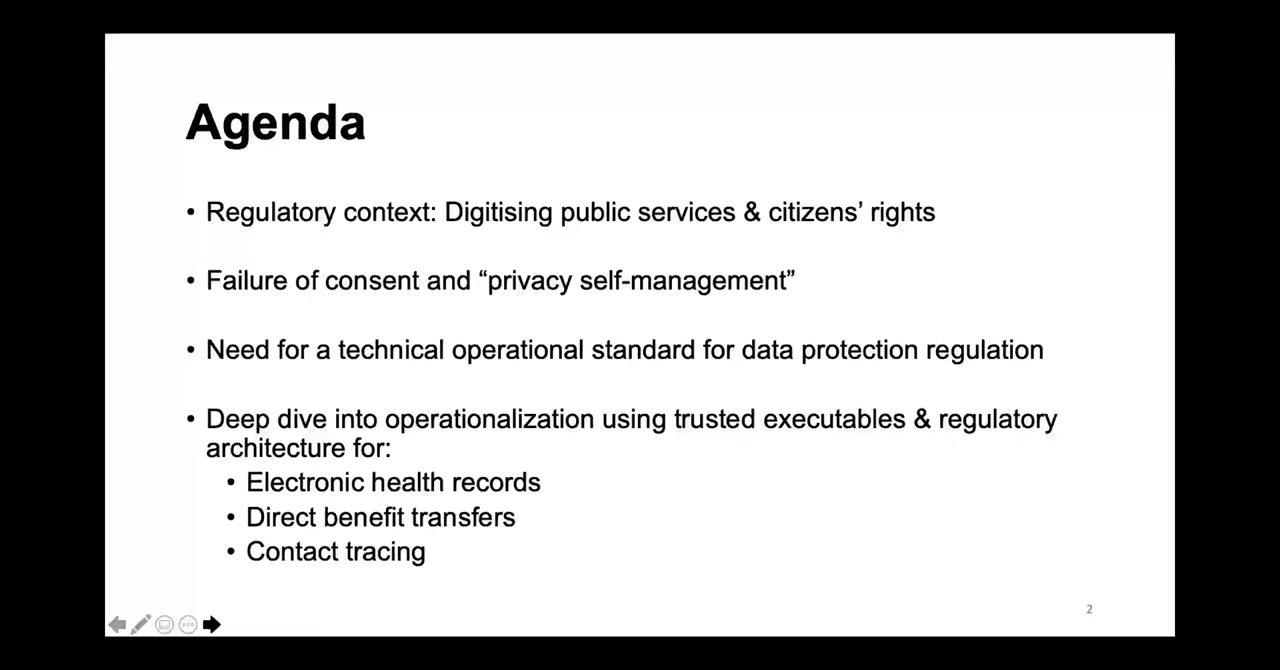 Agenda
• Regulatory context: Digitising public services & citizens’ rights
• Failure of consent and “privacy self-management”
• Need for a technical operational standard for data protection regulation
• Deep dive into operationalization using trusted executables & regulatory
architecture for:
• Electronic health records
• Direct benefit transfers
• Contact tracing
2